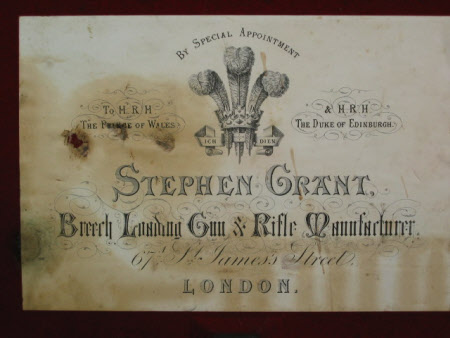 By Special Appointment
To H.R.H & H.R.H
The Prince of Wales The Duke of Edinburgh
ICH DIEN
Stephen Grant,
Breech Loading Gun & Rifle Manufacturer.
67, St. James's Street,
LONDON.